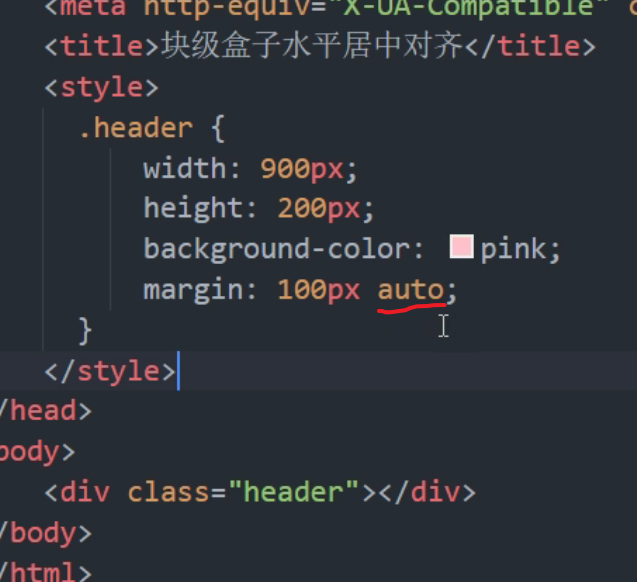 <meta http-equiv="X-UA-Compatible"
<title>块级盒子水平居中对齐</title>
<style>
.header {
width: 900px;
height: 200px;
background-color: pink;
margin: 100px auto;
}
</style>
/head>
body>
<div class="header"></div>
/body>
/html>